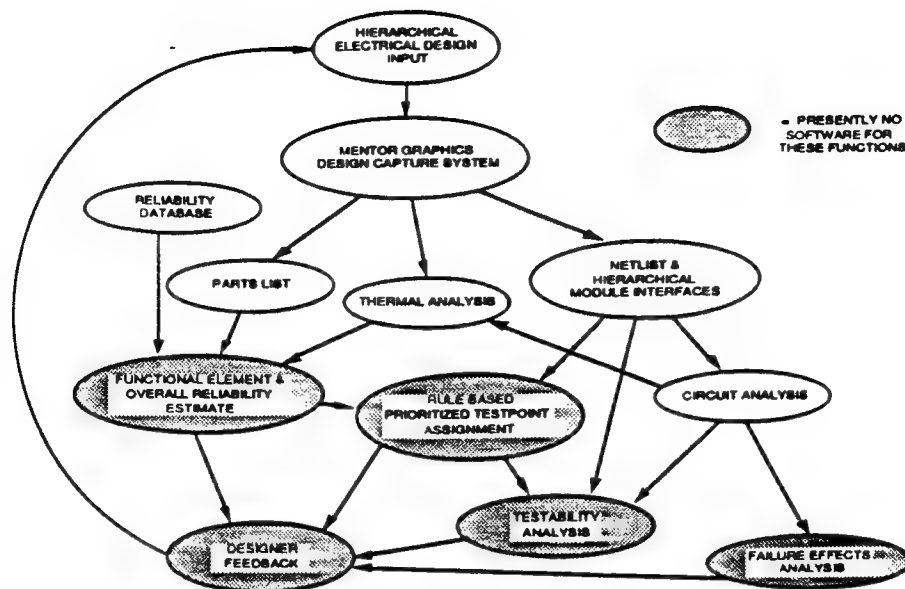 HIERARCHICAL
ELECTRICAL DESIGN
INPUT
= PRESENTLY NO
SOFTWARE FOR
THESE FUNCTIONS
MENTOR GRAPHICS
DESIGN CAPTURE SYSTEM
RELIABILITY
DATABASE
PARTS LIST
THERMAL ANALYSIS
NETLIST &
HIERARCHICAL
MODULE INTERFACES
FUNCTIONAL ELEMENT &
OVERALL RELIABILITY
ESTIMATE
RULE BASED
PRIORITIZED TESTPOINT
ASSIGNMENT
CIRCUIT ANALYSIS
TESTABILITY
ANALYSIS
DESIGNER
FEEDBACK
FAILURE EFFECTS
ANALYSIS